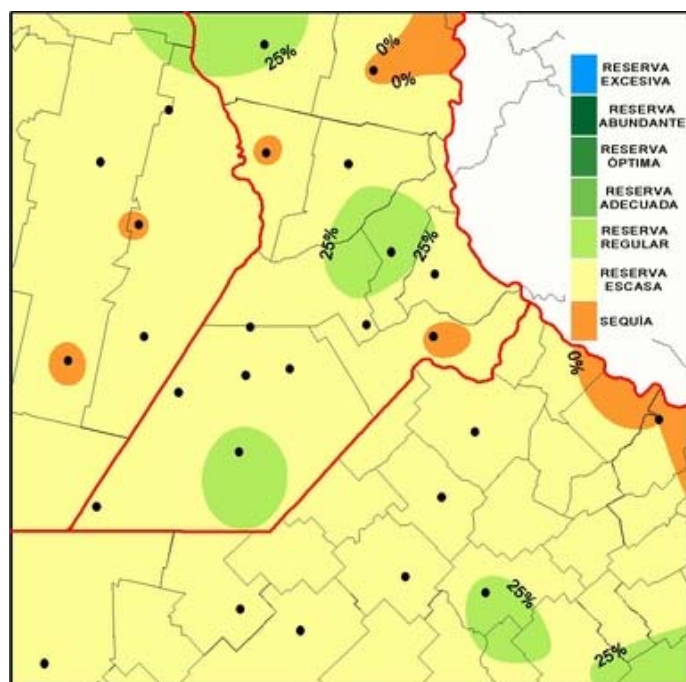 0%
25%
0%
RESERVA
EXCESIVA
RESERVA
ABUNDANTE
RESERVA
ÓPTIMA
RESERVA
ADECUADA
25%
25%
RESERVA
REGULAR
RESERVA
ESCASA
SEQUÍA
0%
25%
25%